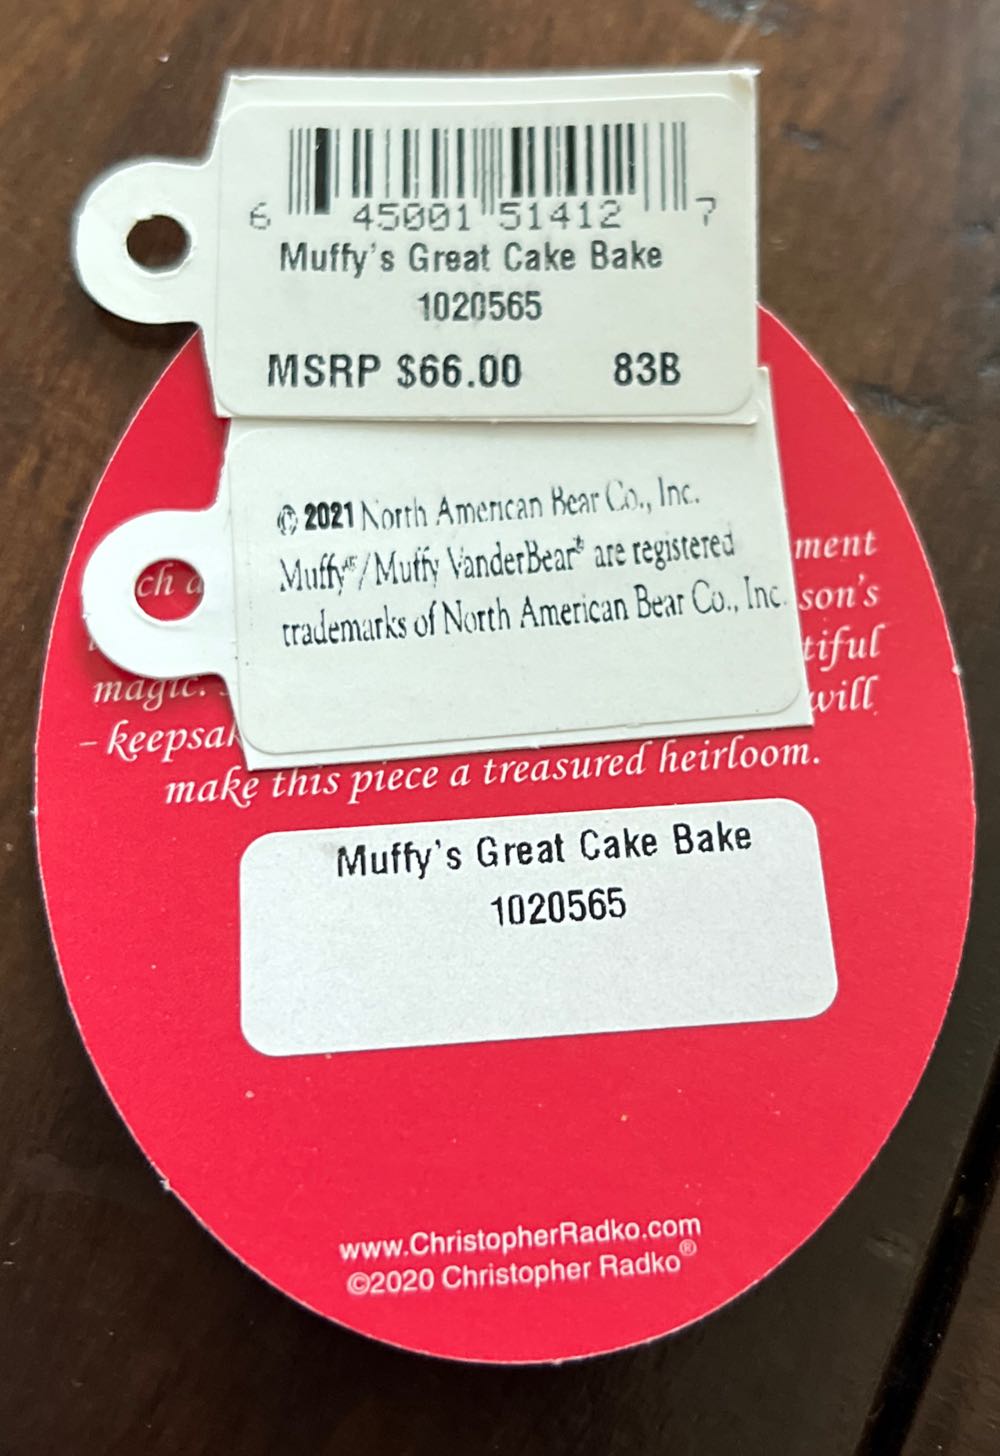 6 45001 51412 7
Muffy's Great Cake Bake
1020565
MSRP $66.00 83B
© 2021 North American Bear Co., Inc.
Muffy®/Muffy VanderBear® are registered
trademarks of North American Bear Co., Inc.
ch a
ment
son's
tiful
magic.
will
– keepsak
make this piece a treasured heirloom.
Muffy's Great Cake Bake
1020565
www.ChristopherRadko.com
©2020 Christopher Radko®